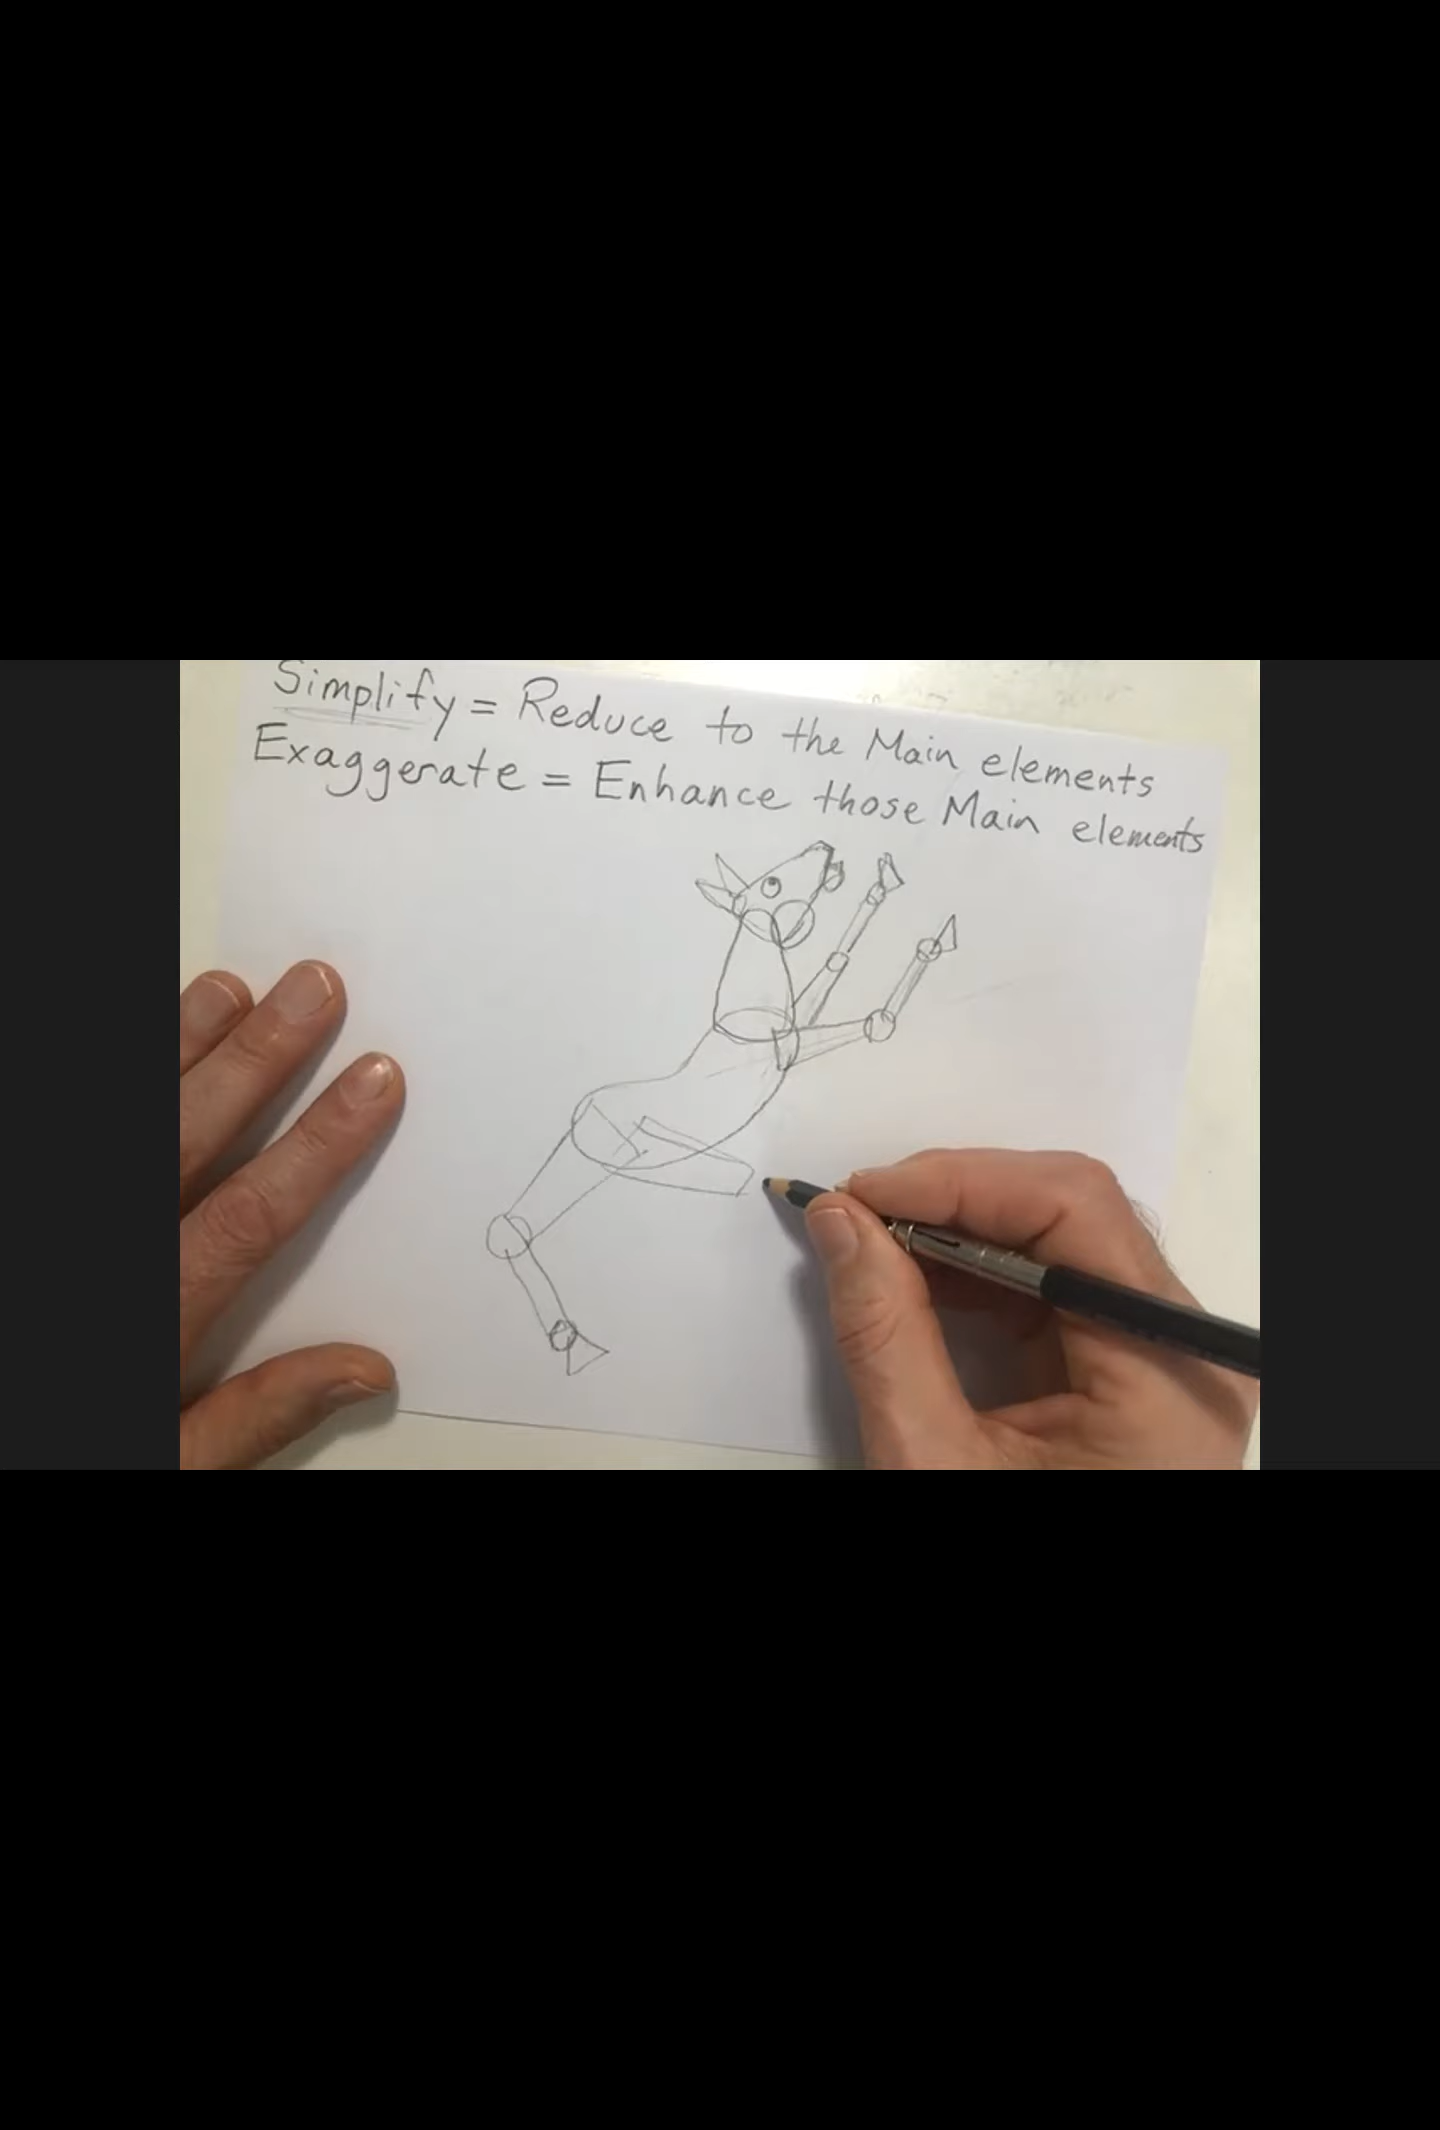 Simplify = Reduce to the Main elements
Exaggerate = Enhance those Main elements